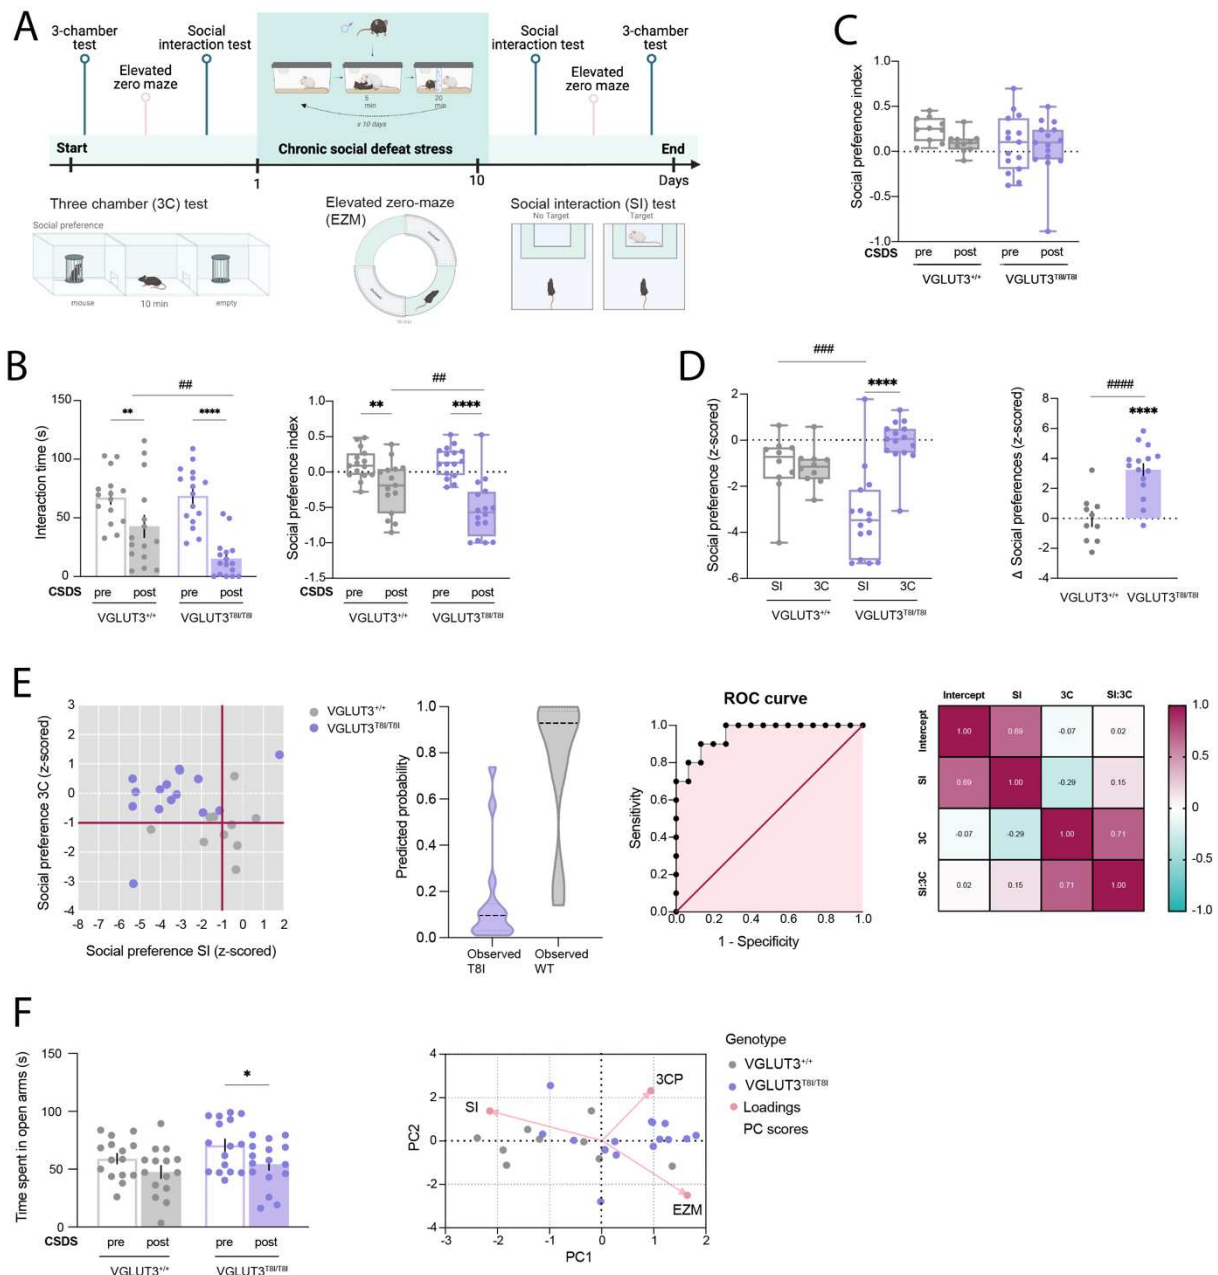 A
3-chamber
test
Social
interaction test
Elevated
zero maze
5
min
20
min
x 10 days
Social
interaction test
3-chamber
test
Elevated
zero maze
Start
Chronic social defeat stress
End
1
10
Days
Three chamber (3C) test
Social preference
mouse
10 min
empty
Elevated zero-maze
(EZM)
Social interaction (SI) test
No Target
Target
C
Social preference index
1.0
0.5
0.0
-0.5
-1.0
CSDS pre post pre post
VGLUT3+/+ VGLUT3T8I/T8I
B
Interaction time (s)
150
100
50
0
##
** ****
CSDS pre post pre post
VGLUT3+/+ VGLUT3T8I/T8I
Social preference index
1.0
0.5
0.0
-0.5
-1.0
-1.5
##
** ****
CSDS pre post pre post
VGLUT3+/+ VGLUT3T8I/T8I
D
Social preference (z-scored)
2
0
-2
-4
-6
###
****
SI 3C SI 3C
VGLUT3+/+ VGLUT3T8I/T8I
Δ Social preferences (z-scored)
8
6
4
2
0
-2
-4
####
****
VGLUT3+/+ VGLUT3T8I/T8I
E
Social preference 3C (z-scored)
3
2
1
0
-1
-2
-3
-4
-8 -7 -6 -5 -4 -3 -2 -1 0 1 2
Social preference SI (z-scored)
VGLUT3+/+
VGLUT3T8I/T8I
Predicted probability
1.0
0.8
0.6
0.4
0.2
0.0
Observed
T8I
Observed
WT
ROC curve
Sensitivity
1.0
0.8
0.6
0.4
0.2
0.0
0.0 0.2 0.4 0.6 0.8 1.0
1 - Specificity
Intercept SI 3C SI:3C
Intercept 1.00 0.69 -0.07 0.02
SI 0.69 1.00 -0.29 0.15
3C -0.07 -0.29 1.00 0.71
SI:3C 0.02 0.15 0.71 1.00
1.0
0.5
0
-0.5
-1.0
F
Time spent in open arms (s)
150
100
50
0
*
CSDS pre post pre post
VGLUT3+/+ VGLUT3T8I/T8I
PC2
4
2
0
-2
-4
-3 -2 -1 0 1 2
PC1
SI
3CP
EZM
Genotype
VGLUT3+/+
VGLUT3T8I/T8I
Loadings
PC scores